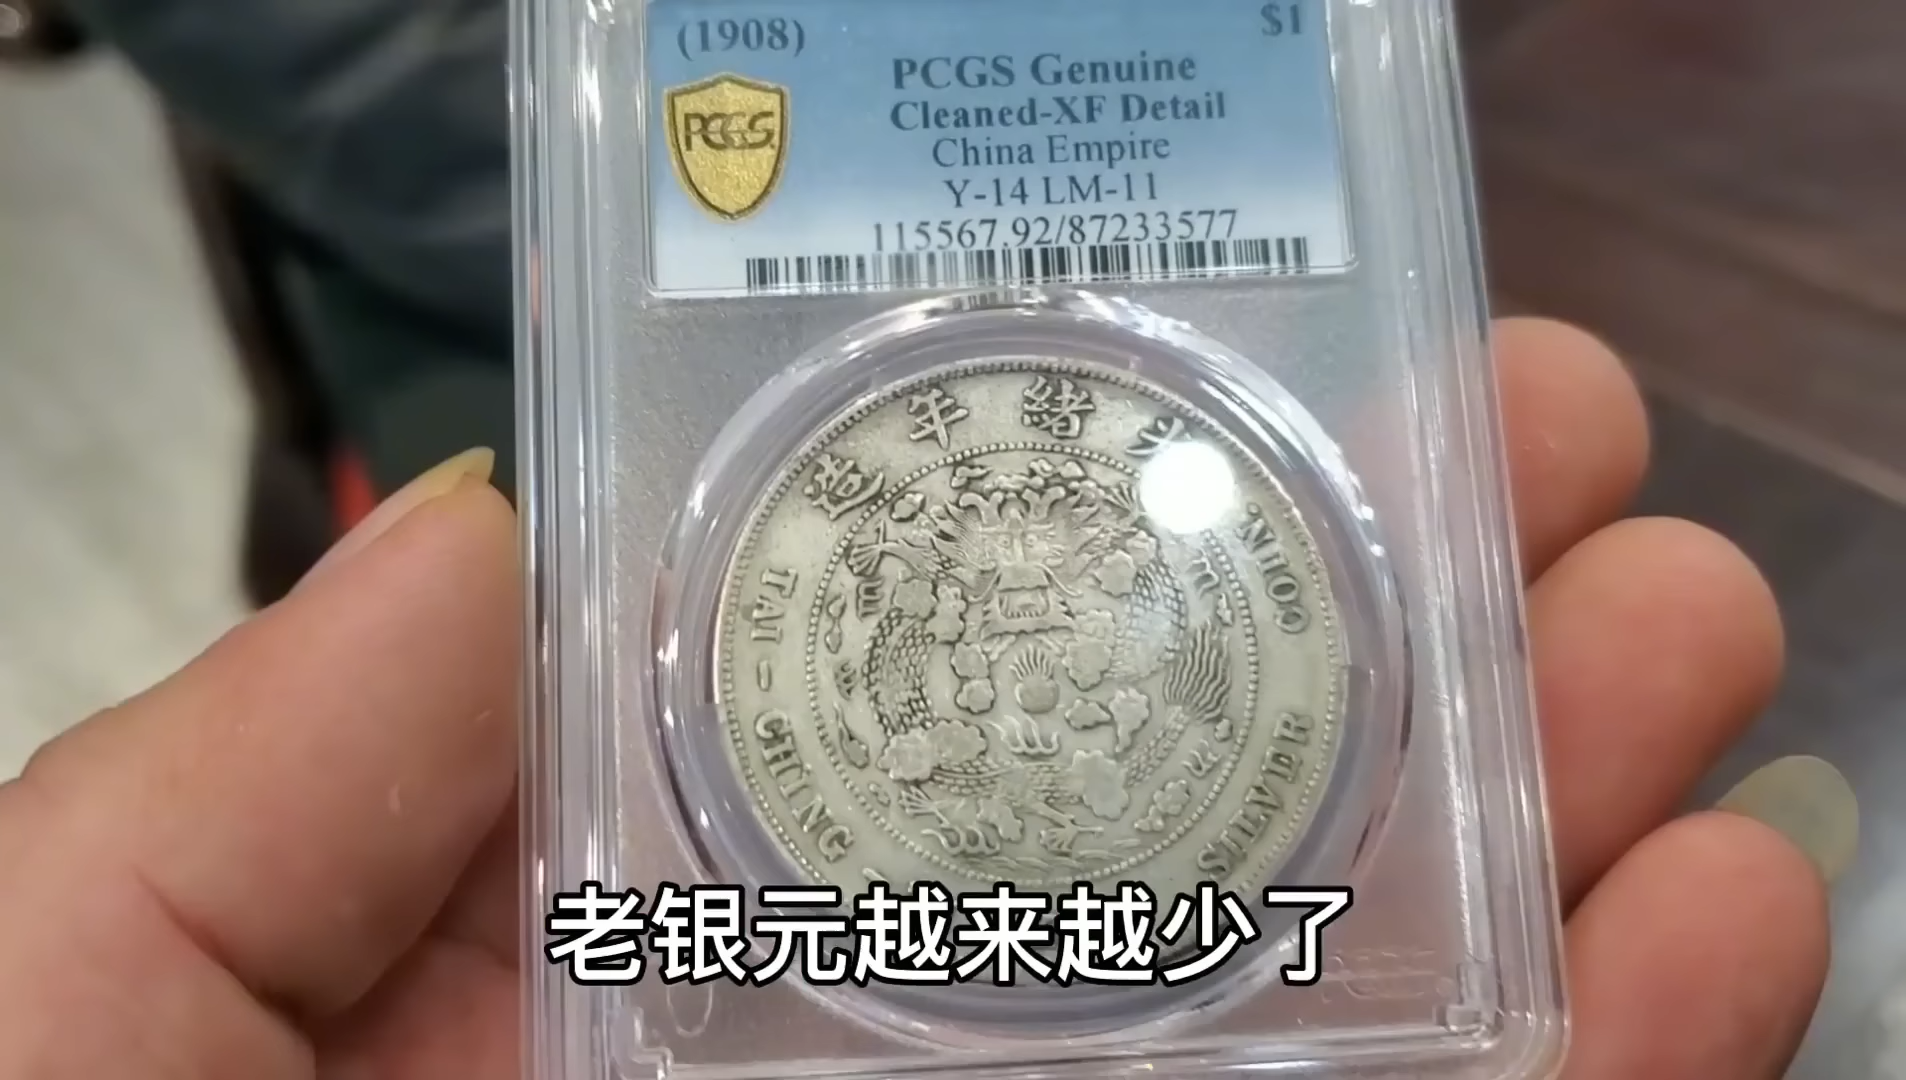 (1908)
$1
PCGS Genuine
PCGS
Cleaned-XF Detail
China Empire
Y-14 LM-11
115567.92/87233577
造年緒
TAI-CHING
SILVER COIN.
老银元越来越少了